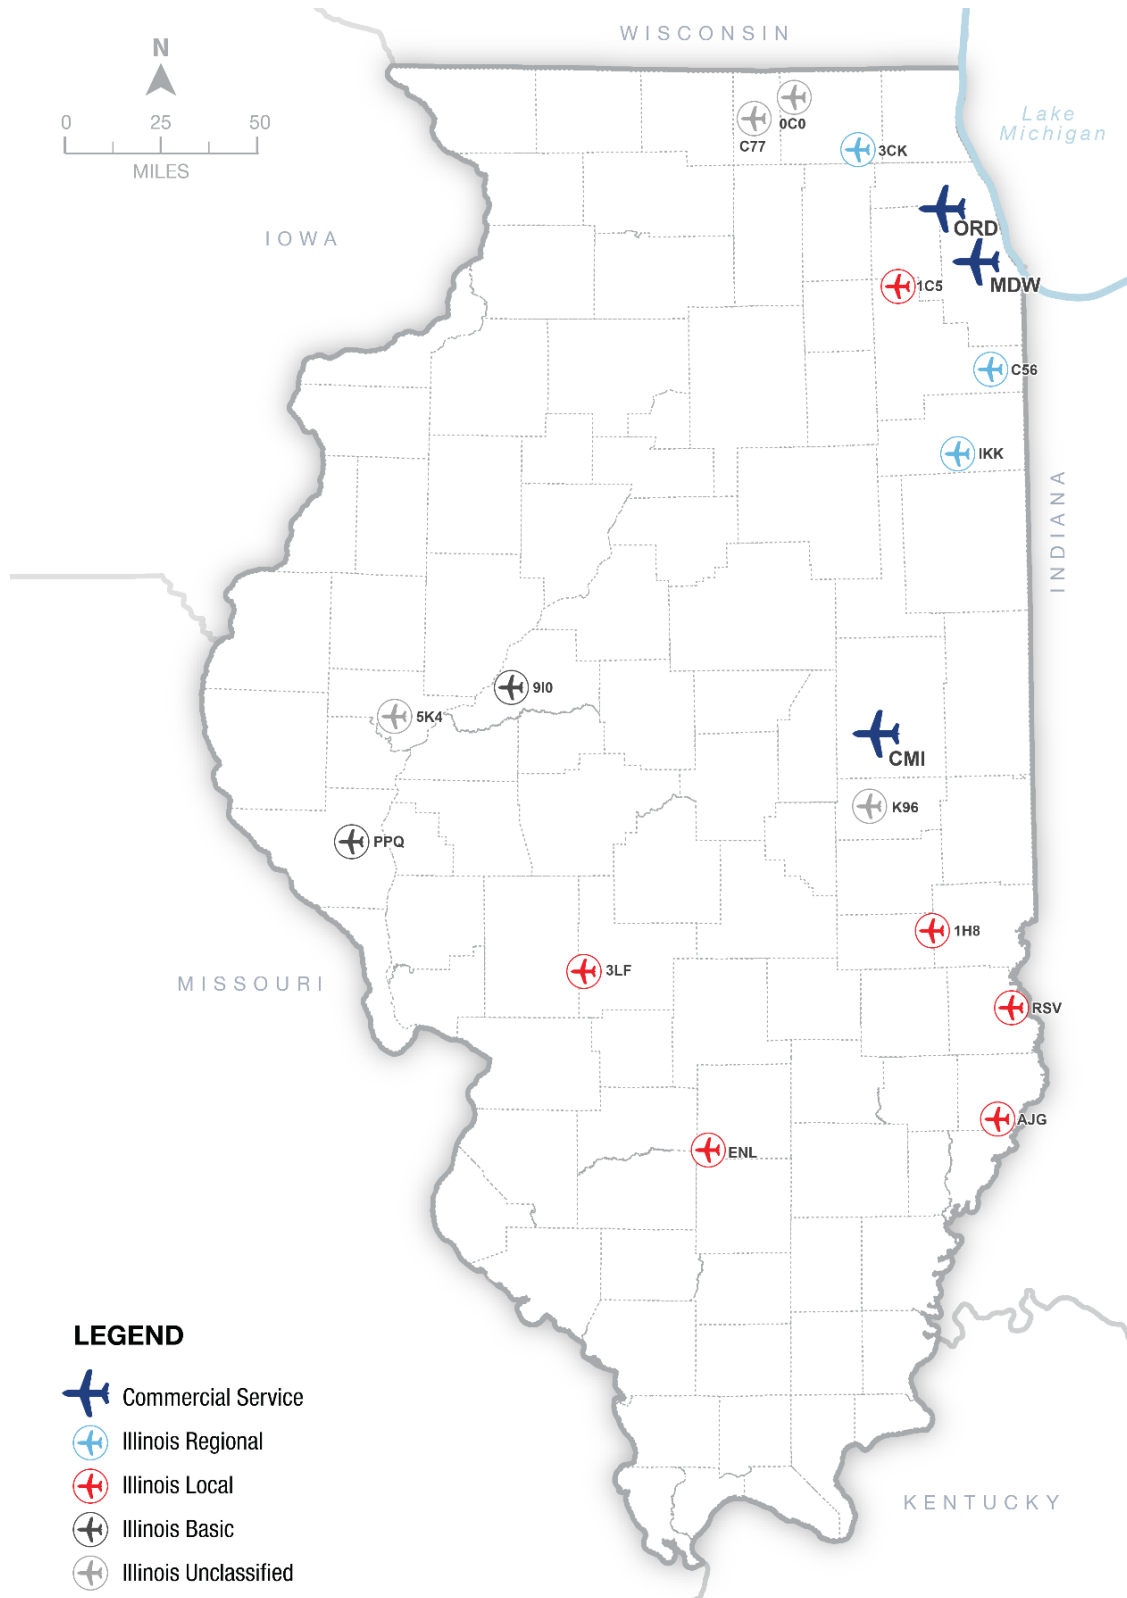 WISCONSIN
N
0 25 50
MILES
Lake
Michigan
0C0
C77
3CK
ORD
IOWA
MDW
1C5
C56
IKK
INDIANA
9I0
5K4
CMI
K96
PPQ
1H8
3LF
MISSOURI
RSV
AJG
ENL
LEGEND
Commercial Service
Illinois Regional
Illinois Local
Illinois Basic
Illinois Unclassified
KENTUCKY